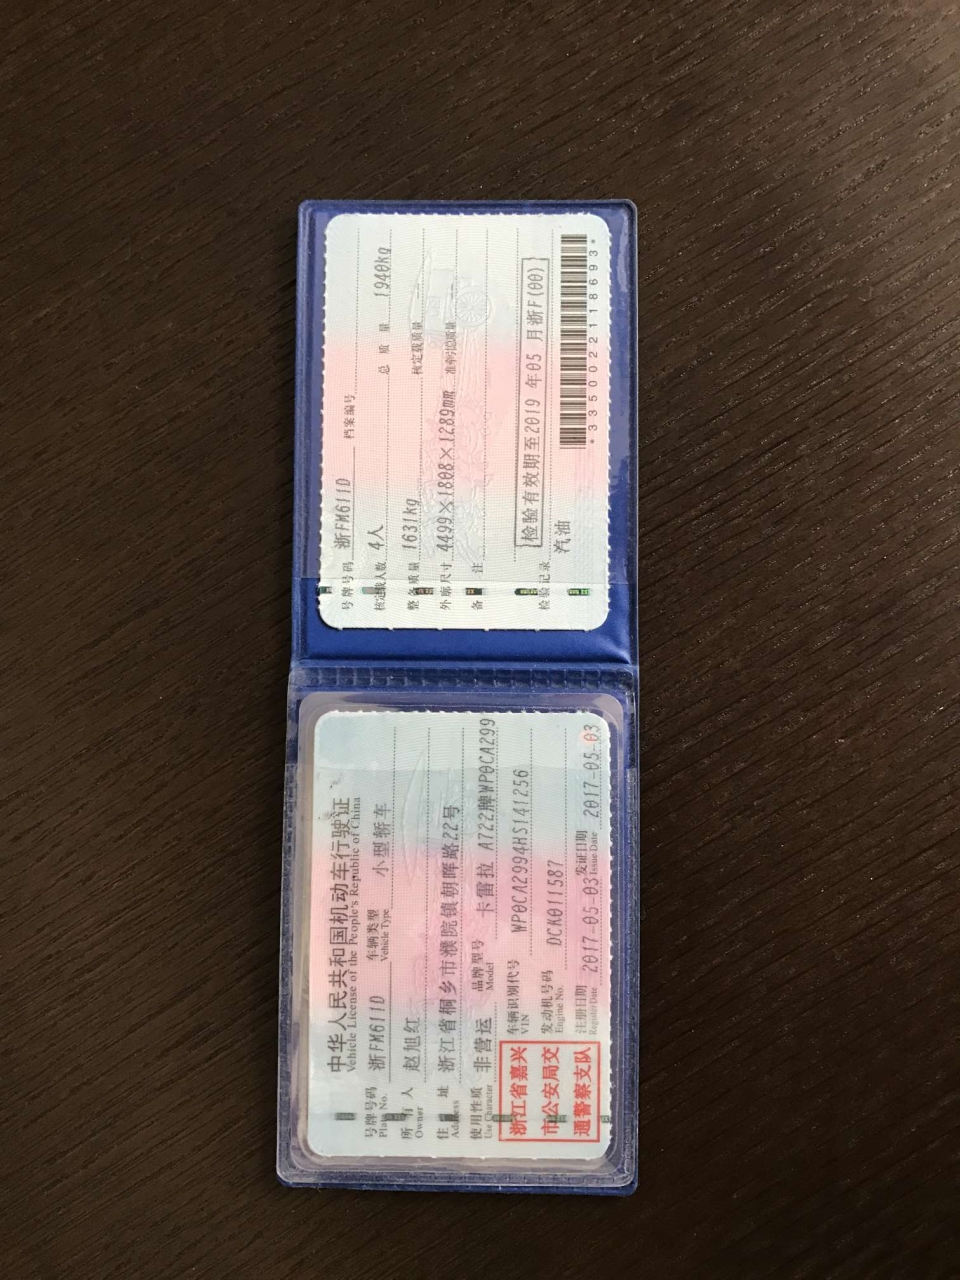 中华人民共和国机动车行驶证
Vehicle License of the People's Republic of China
号牌号码 浙FM611D 车辆类型 小型轿车
Plate No. Vehicle Type
所有人 赵旭红
Owner
住址 浙江省桐乡市濮院镇朝晖路22号
Address
使用性质 非营运 品牌型号 卡雷拉 A722牌WP0CA299
Use Character Model
浙江省嘉兴
市公安局交
通警察支队
车辆识别代号 WP0CA2994HS141256
VIN
发动机号码 DCK011587
Engine No.
注册日期 2017-05-03 发证日期 2017-05-03
Register Date Issue Date
号牌号码 浙FM611D 档案编号
核定载人数 4人 总质量 1940kg
整备质量 1631kg 核定载质量
外廓尺寸 4499×1808×1289mm 准牵引总质量
备注
检验有效期至2019年05月浙F(00)
检验记录
汽油
*3350022118693*